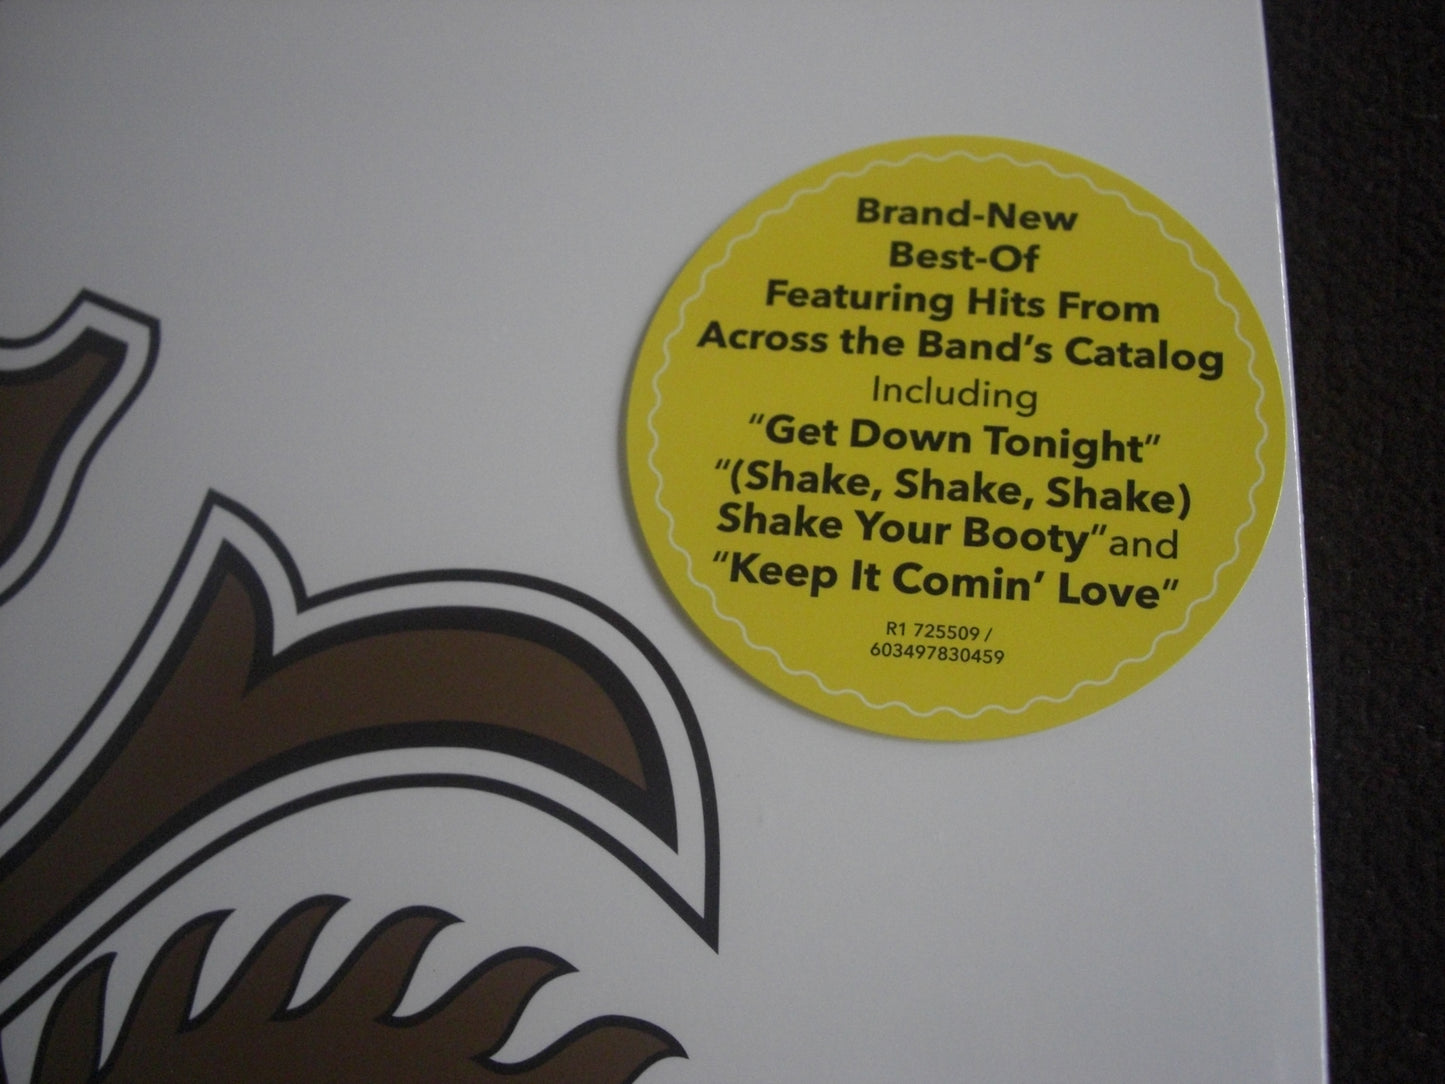 Brand-New
Best-Of
Featuring Hits From
Across the Band's Catalog
Including
"Get Down Tonight"
"(Shake, Shake, Shake)
Shake Your Booty" and
"Keep It Comin' Love"
R1 725509 /
603497830459